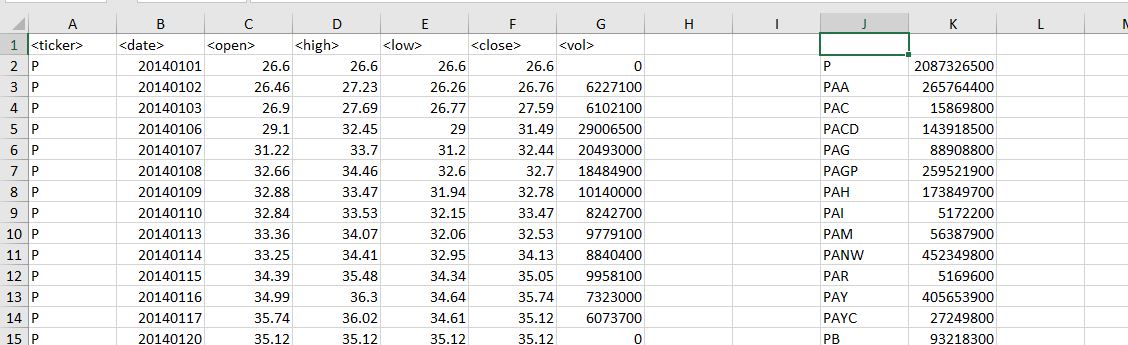 A B C D E F G H I J K L
1 <ticker> <date> <open> <high> <low> <close> <vol>
2 P 20140101 26.6 26.6 26.6 26.6 0 P 2087326500
3 P 20140102 26.46 27.23 26.26 26.76 6227100 PAA 265764400
4 P 20140103 26.9 27.69 26.77 27.59 6102100 PAC 15869800
5 P 20140106 29.1 32.45 29 31.49 29006500 PACD 143918500
6 P 20140107 31.22 33.7 31.2 32.44 20493000 PAG 88908800
7 P 20140108 32.66 34.46 32.6 32.7 18484900 PAGP 259521900
8 P 20140109 32.88 33.47 31.94 32.78 10140000 PAH 173849700
9 P 20140110 32.84 33.53 32.15 33.47 8242700 PAI 5172200
10 P 20140113 33.36 34.07 32.06 32.53 9779100 PAM 56387900
11 P 20140114 33.25 34.41 32.95 34.13 8840400 PANW 452349800
12 P 20140115 34.39 35.48 34.34 35.05 9958100 PAR 5169600
13 P 20140116 34.99 36.3 34.64 35.74 7323000 PAY 405653900
14 P 20140117 35.74 36.02 34.61 35.12 6073700 PAYC 27249800
15 P 20140120 35.12 35.12 35.12 35.12 0 PB 93218300